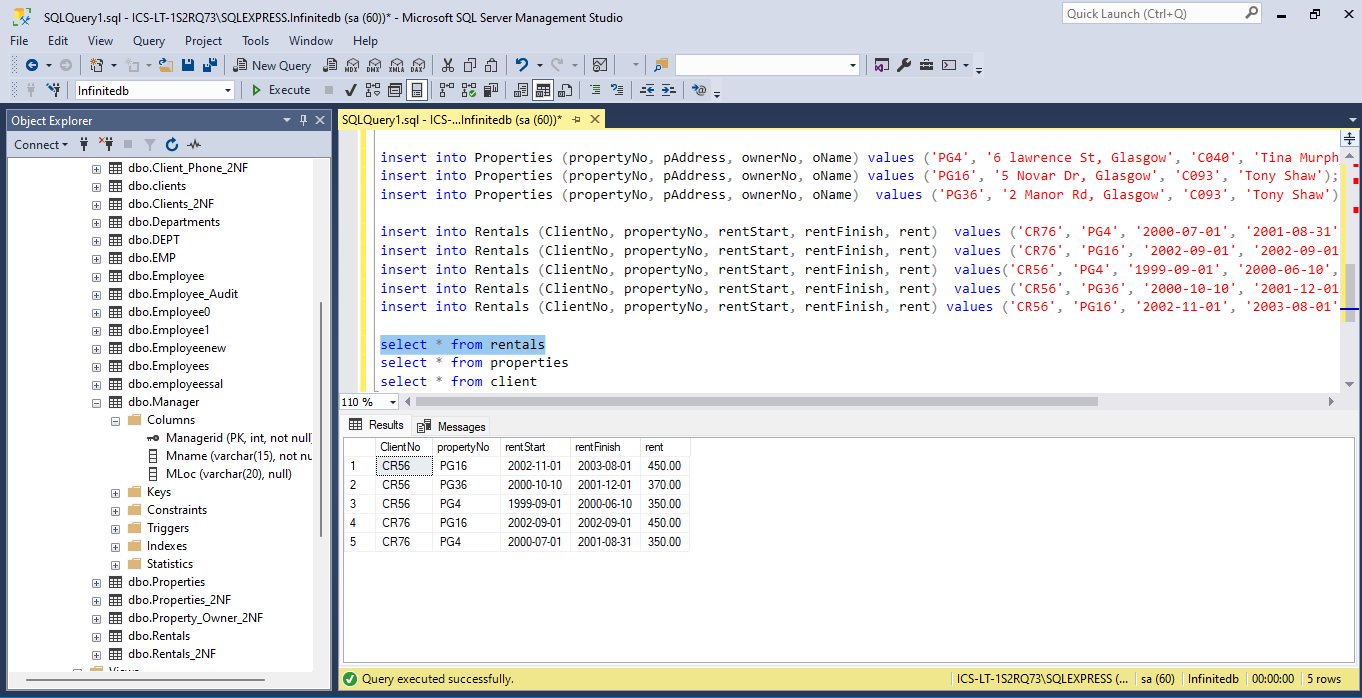 SQLQuery1.sql - ICS-LT-1S2RQ73\SQLEXPRESS.Infinitedb (sa (60))* - Microsoft SQL Server Management Studio
Quick Launch (Ctrl+Q)
File Edit View Query Project Tools Window Help
New Query
MDX DMX XMLA DAX
Infinitedb
Execute
Object Explorer
SQLQuery1.sql - ICS-...Infinitedb (sa (60))*
Connect
dbo.Client_Phone_2NF
dbo.clients
dbo.Clients_2NF
dbo.Departments
dbo.DEPT
dbo.EMP
dbo.Employee
dbo.Employee_Audit
dbo.Employee0
dbo.Employee1
dbo.Employeenew
dbo.Employees
dbo.employeessal
dbo.Manager
Columns
Managerid (PK, int, not null
Mname (varchar(15), not nu
MLoc (varchar(20), null)
Keys
Constraints
Triggers
Indexes
Statistics
dbo.Properties
dbo.Properties_2NF
dbo.Property_Owner_2NF
dbo.Rentals
dbo.Rentals_2NF
Views
insert into Properties (propertyNo, pAddress, ownerNo, oName) values ('PG4', '6 lawrence St, Glasgow', 'C040', 'Tina Murph
insert into Properties (propertyNo, pAddress, ownerNo, oName) values ('PG16', '5 Novar Dr, Glasgow', 'C093', 'Tony Shaw');
insert into Properties (propertyNo, pAddress, ownerNo, oName)  values ('PG36', '2 Manor Rd, Glasgow', 'C093', 'Tony Shaw')
insert into Rentals (ClientNo, propertyNo, rentStart, rentFinish, rent)  values ('CR76', 'PG4', '2000-07-01', '2001-08-31'
insert into Rentals (ClientNo, propertyNo, rentStart, rentFinish, rent)  values ('CR76', 'PG16', '2002-09-01', '2002-09-01
insert into Rentals (ClientNo, propertyNo, rentStart, rentFinish, rent)  values('CR56', 'PG4', '1999-09-01', '2000-06-10',
insert into Rentals (ClientNo, propertyNo, rentStart, rentFinish, rent)  values ('CR56', 'PG36', '2000-10-10', '2001-12-01
insert into Rentals (ClientNo, propertyNo, rentStart, rentFinish, rent) values ('CR56', 'PG16', '2002-11-01', '2003-08-01'
select * from rentals
select * from properties
select * from client
110 %
Results Messages
ClientNo propertyNo rentStart rentFinish rent
1 CR56 PG16 2002-11-01 2003-08-01 450.00
2 CR56 PG36 2000-10-10 2001-12-01 370.00
3 CR56 PG4 1999-09-01 2000-06-10 350.00
4 CR76 PG16 2002-09-01 2002-09-01 450.00
5 CR76 PG4 2000-07-01 2001-08-31 350.00
Query executed successfully.
ICS-LT-1S2RQ73\SQLEXPRESS (... sa (60) Infinitedb 00:00:00 5 rows